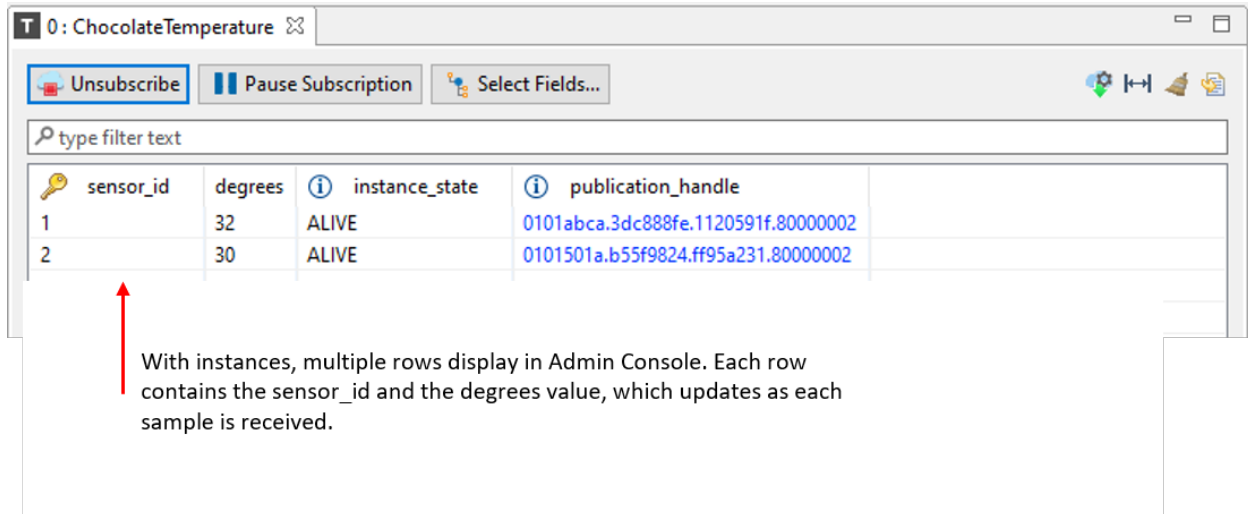 T 0 : ChocolateTemperature
Unsubscribe Pause Subscription Select Fields...
type filter text
sensor_id degrees i instance_state i publication_handle
1 32 ALIVE 0101abca.3dc888fe.1120591f.80000002
2 30 ALIVE 0101501a.b55f9824.ff95a231.80000002
With instances, multiple rows display in Admin Console. Each row
contains the sensor_id and the degrees value, which updates as each
sample is received.